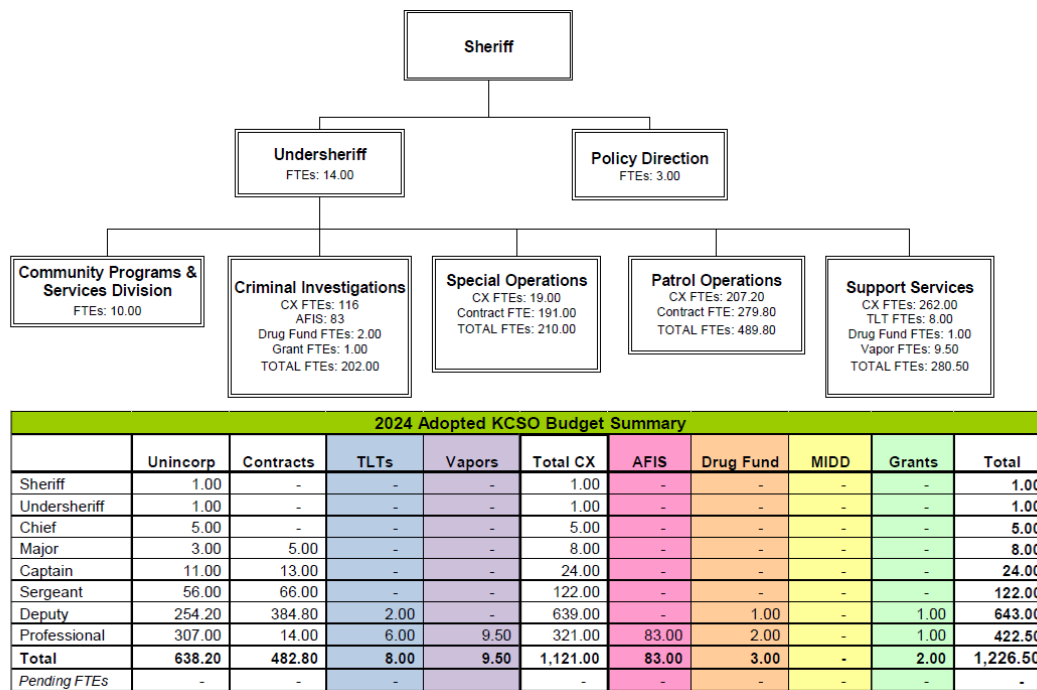 Sheriff
Undersheriff
FTEs: 14.00
Policy Direction
FTEs: 3.00
Community Programs &
Services Division
FTEs: 10.00
Criminal Investigations
CX FTEs: 116
AFIS: 83
Drug Fund FTEs: 2.00
Grant FTEs: 1.00
TOTAL FTEs: 202.00
Special Operations
CX FTEs: 19.00
Contract FTE: 191.00
TOTAL FTEs: 210.00
Patrol Operations
CX FTEs: 207.20
Contract FTE: 279.80
TOTAL FTEs: 489.80
Support Services
CX FTEs: 262.00
TLT FTEs: 8.00
Drug Fund FTEs: 1.00
Vapor FTEs: 9.50
TOTAL FTEs: 280.50
2024 Adopted KCSO Budget Summary
Unincorp Contracts TLTs Vapors Total CX AFIS Drug Fund MIDD Grants Total
Sheriff 1.00 - - - 1.00 - - - - 1.00
Undersheriff 1.00 - - - 1.00 - - - - 1.00
Chief 5.00 - - - 5.00 - - - - 5.00
Major 3.00 5.00 - - 8.00 - - - - 8.00
Captain 11.00 13.00 - - 24.00 - - - - 24.00
Sergeant 56.00 66.00 - - 122.00 - - - - 122.00
Deputy 254.20 384.80 2.00 639.00 1.00 - 1.00 643.00
Professional 307.00 14.00 6.00 9.50 321.00 83.00 2.00 - 1.00 422.50
Total 638.20 482.80 8.00 9.50 1,121.00 83.00 3.00 - 2.00 1,226.50
Pending FTEs - - - - - - - - - -